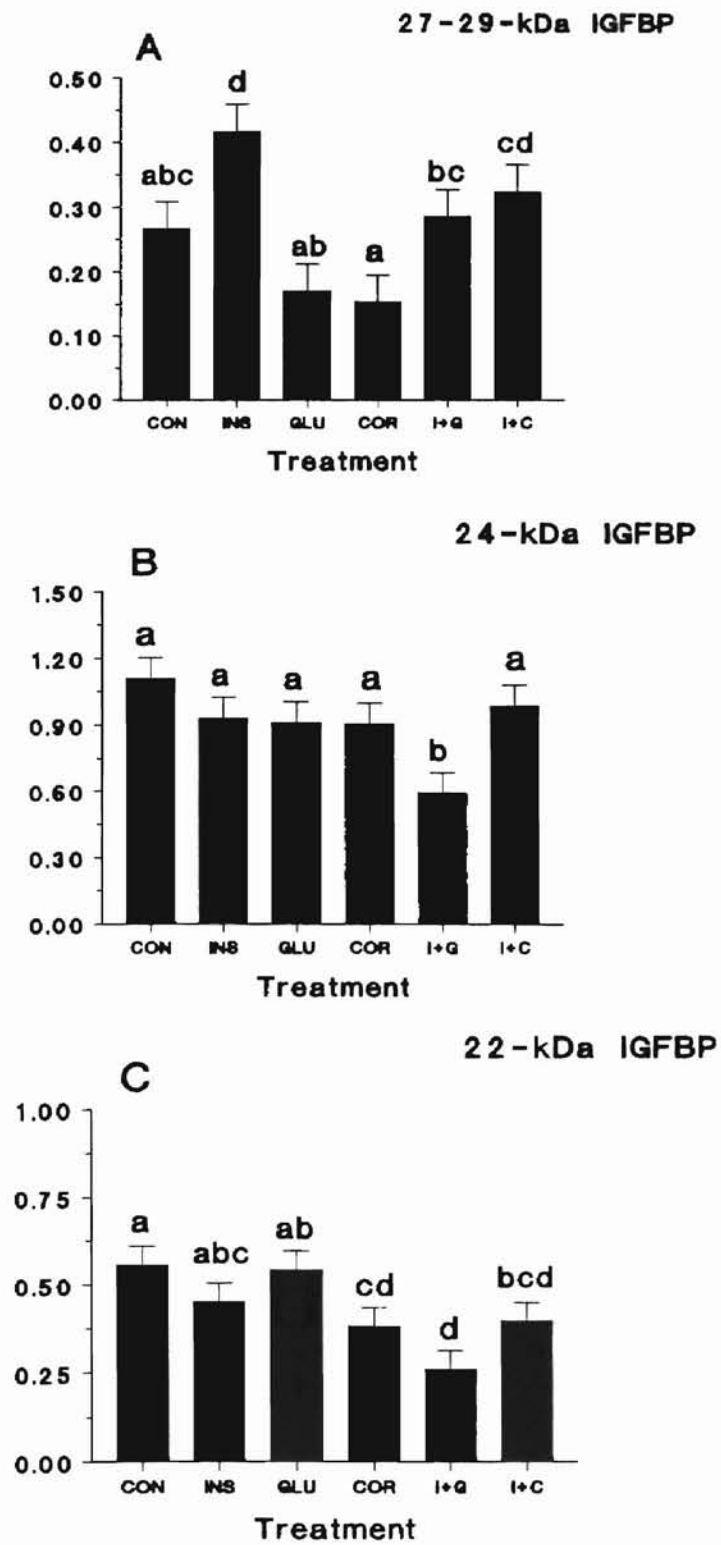 27-29-kDa IGFBP
A
0.50
0.40
0.30
0.20
0.10
0.00
abc
d
ab
a
bc
cd
CON INS GLU COR I+G I+C
Treatment
24-kDa IGFBP
B
1.50
1.20
0.90
0.60
0.30
0.00
a
a
a
a
b
a
CON INS GLU COR I+G I+C
Treatment
22-kDa IGFBP
C
1.00
0.75
0.50
0.25
0.00
a
abc
ab
cd
d
bcd
CON INS GLU COR I+G I+C
Treatment